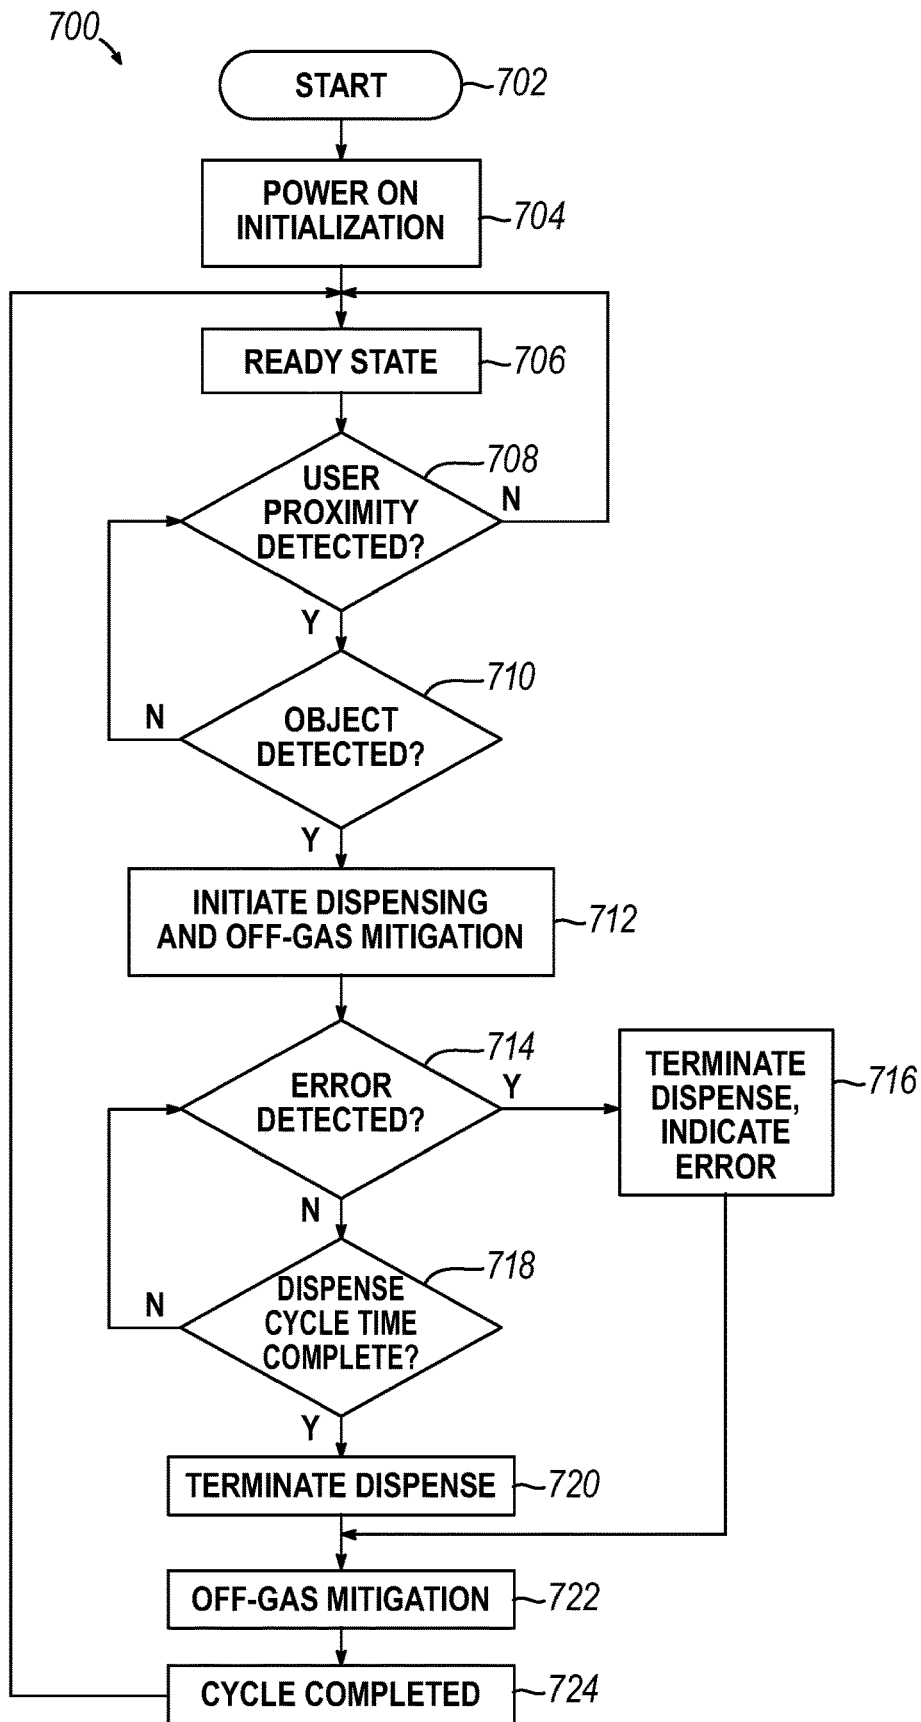 700
START
702
POWER ON
INITIALIZATION
704
READY STATE
706
USER
PROXIMITY
DETECTED?
708
N
Y
OBJECT
DETECTED?
710
N
Y
INITIATE DISPENSING
AND OFF-GAS MITIGATION
712
ERROR
DETECTED?
714
Y
TERMINATE
DISPENSE,
INDICATE
ERROR
716
N
DISPENSE
CYCLE TIME
COMPLETE?
718
N
Y
TERMINATE DISPENSE
720
OFF-GAS MITIGATION
722
CYCLE COMPLETED
724